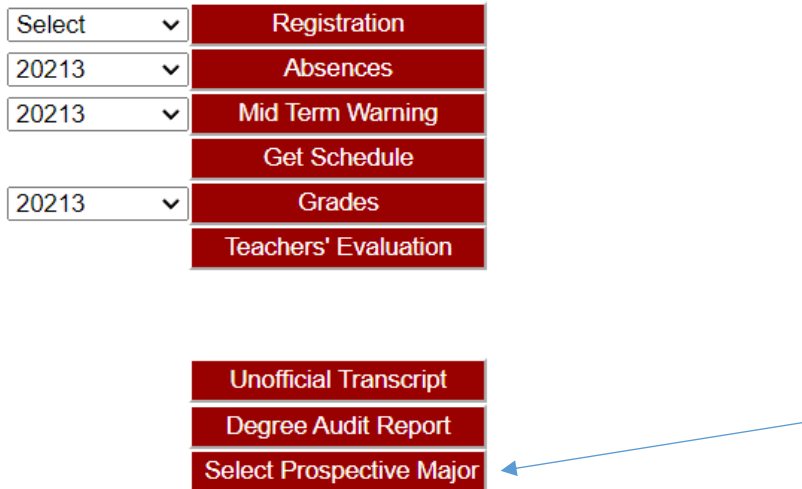 Select Registration
20213 Absences
20213 Mid Term Warning
Get Schedule
20213 Grades
Teachers' Evaluation
Unofficial Transcript
Degree Audit Report
Select Prospective Major